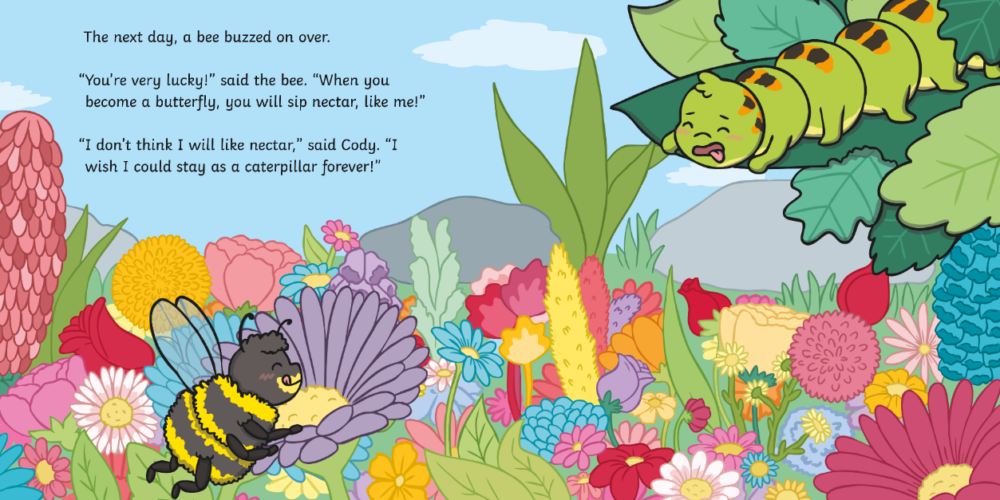 The next day, a bee buzzed on over.
“You’re very lucky!” said the bee. “When you
become a butterfly, you will sip nectar, like me!”
“I don’t think I will like nectar,” said Cody. “I
wish I could stay as a caterpillar forever!”